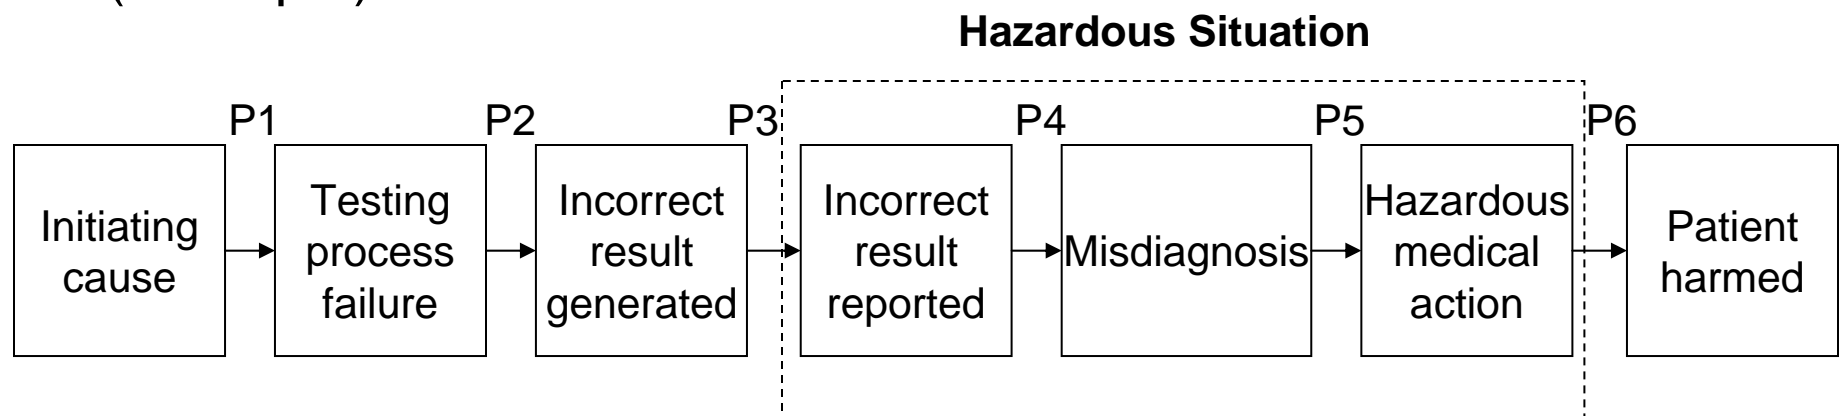 Hazardous Situation
P1
P2
P3
P4
P5
P6
Initiating
cause
Testing
process
failure
Incorrect
result
generated
Incorrect
result
reported
Misdiagnosis
Hazardous
medical
action
Patient
harmed